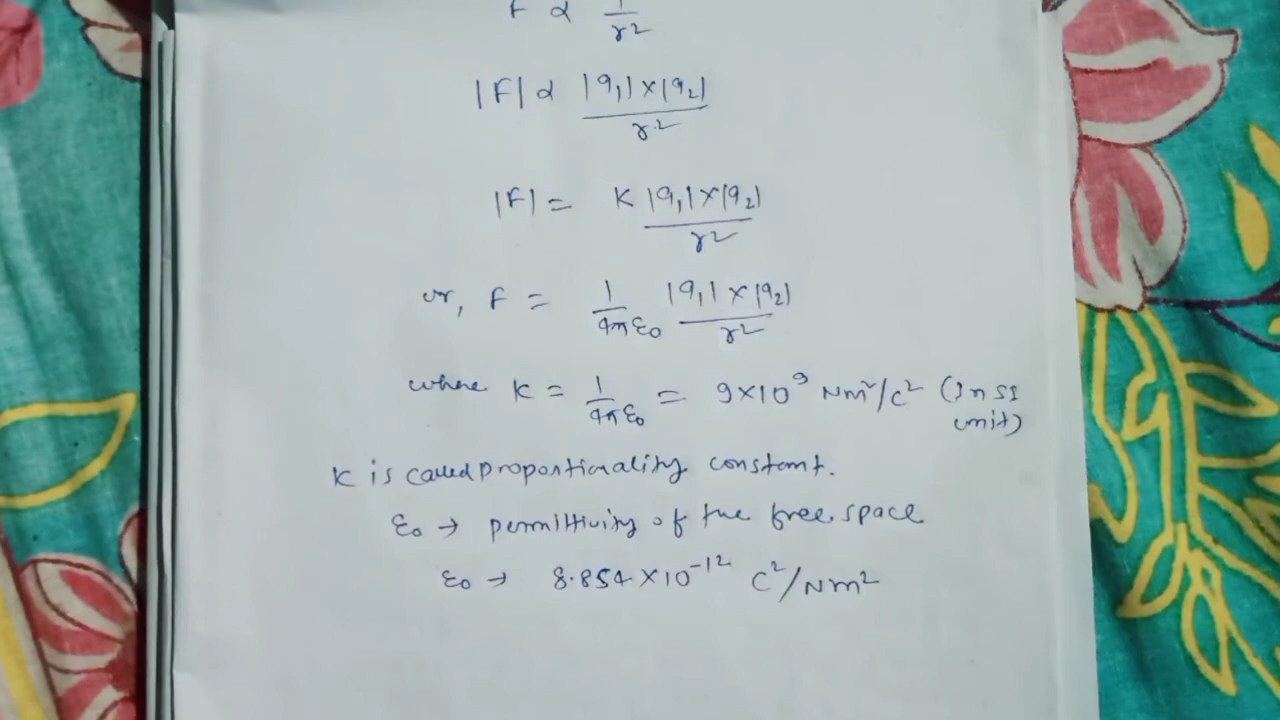 F ∝ 1/r²
|F| ∝ |q₁|×|q₂|/r²
|F| = K |q₁|×|q₂|/r²
or, F = 1/4πε₀ |q₁|×|q₂|/r²
where K = 1/4πε₀ = 9×10⁹ Nm²/C² (In SI unit)
K is called proportionality constant.
ε₀ → permittivity of the free space
ε₀ → 8.854×10⁻¹² C²/Nm²